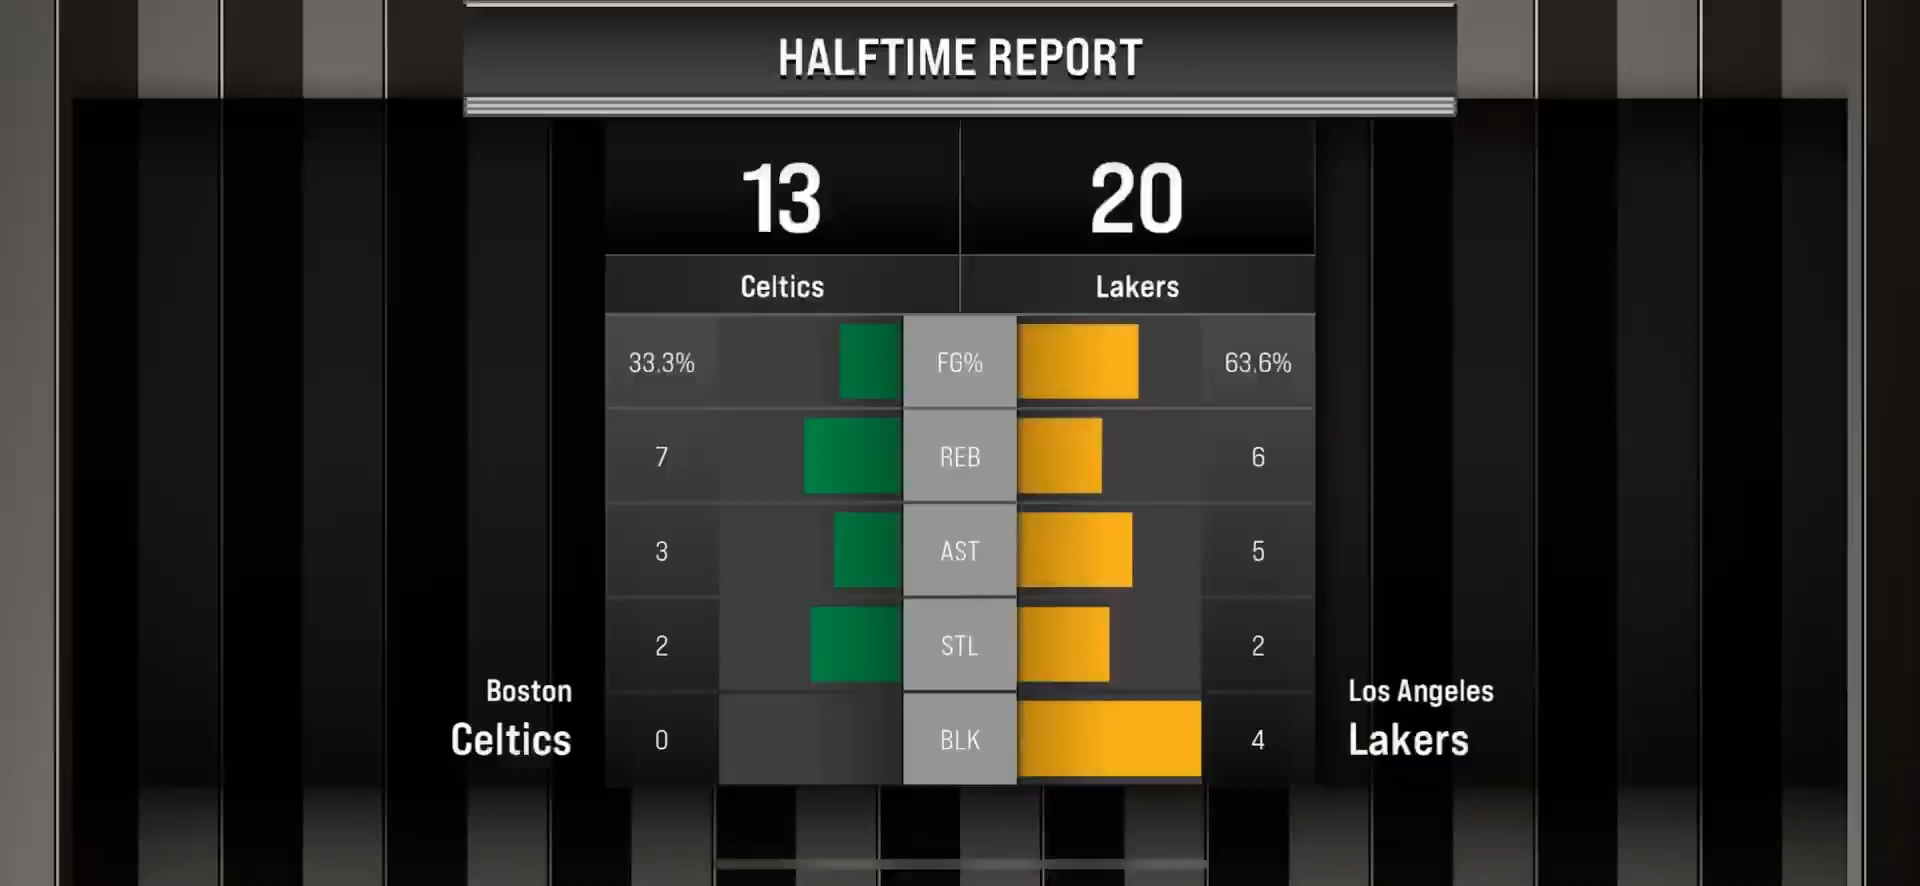 HALFTIME REPORT
13 20
Celtics Lakers
33.3% FG% 63.6%
7 REB 6
3 AST 5
2 STL 2
0 BLK 4
Boston
Celtics
Los Angeles
Lakers